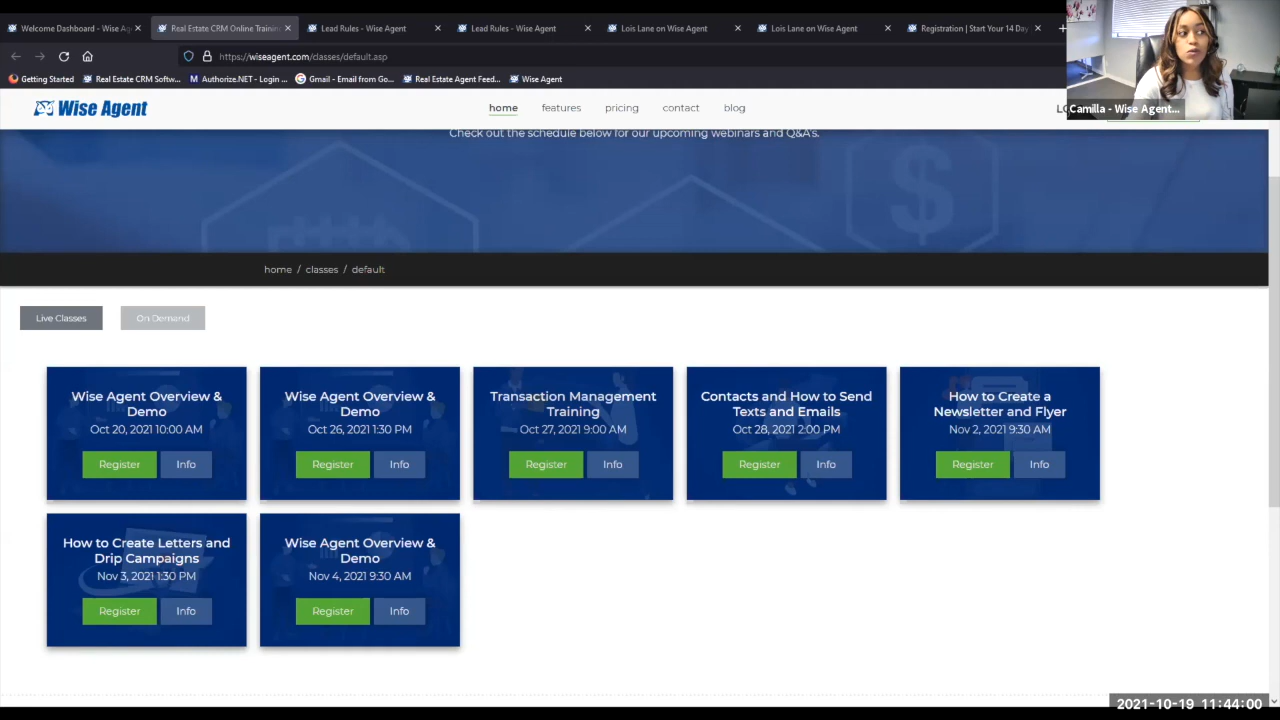 Welcome Dashboard - Wise Ag
Real Estate CRM Online Trainin
Lead Rules - Wise Agent
Lead Rules - Wise Agent
Lois Lane on Wise Agent
Lois Lane on Wise Agent
Registration | Start Your 14 Day
https://wiseagent.com/classes/default.asp
Getting Started
Real Estate CRM Softw...
Authorize.NET - Login ...
Gmail - Email from Go...
Real Estate Agent Feed...
Wise Agent
Camilla - Wise Agent...
Wise Agent
home
features
pricing
contact
blog
Check out the schedule below for our upcoming webinars and Q&A's.
home / classes / default
Live Classes
On Demand
Wise Agent Overview &
Demo
Oct 20, 2021 10:00 AM
Register
Info
Wise Agent Overview &
Demo
Oct 26, 2021 1:30 PM
Register
Info
Transaction Management
Training
Oct 27, 2021 9:00 AM
Register
Info
Contacts and How to Send
Texts and Emails
Oct 28, 2021 2:00 PM
Register
Info
How to Create a
Newsletter and Flyer
Nov 2, 2021 9:30 AM
Register
Info
How to Create Letters and
Drip Campaigns
Nov 3, 2021 1:30 PM
Register
Info
Wise Agent Overview &
Demo
Nov 4, 2021 9:30 AM
Register
Info
2021-10-19 11:44:00